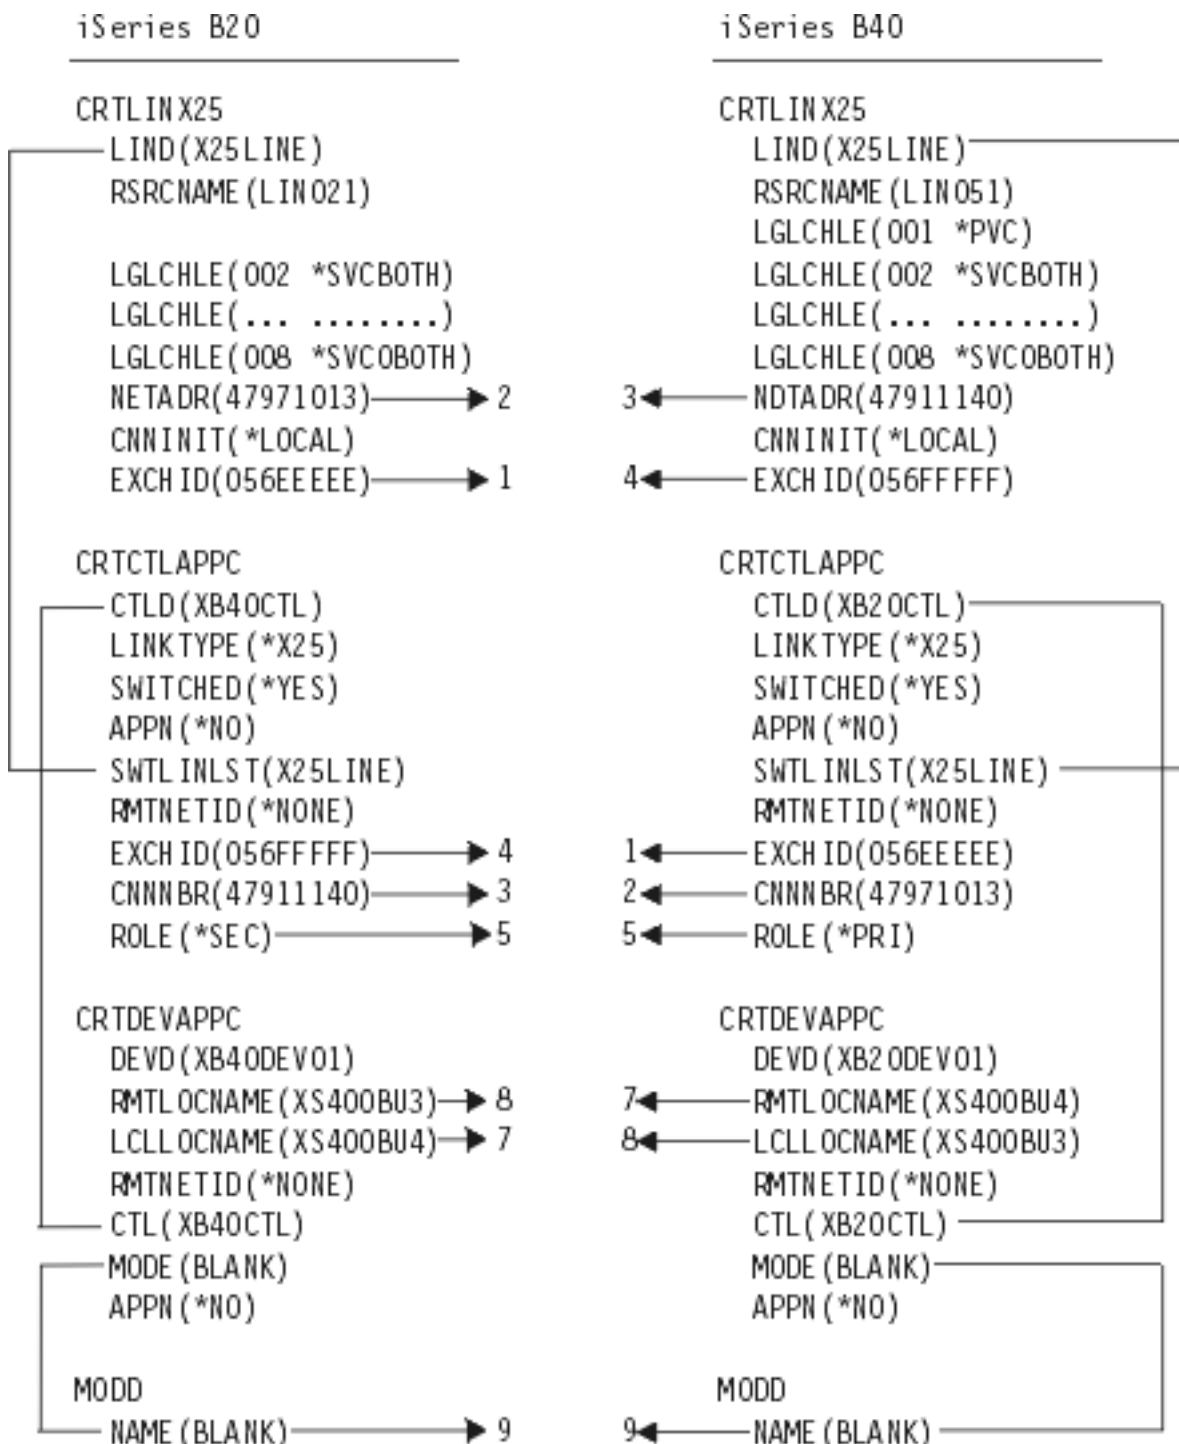 iSeries B20
CRTLINX25
LIND(X25LINE)
RSRCNAME(LIN021)
LGLCHLE(002 *SVCBOTH)
LGLCHLE(... ........)
LGLCHLE(008 *SVCOBOTH)
NETADR(47971013) 2
CNNINIT(*LOCAL)
EXCHID(056EEEEE) 1
CRTCTLAPPC
CTLD(XB40CTL)
LINKTYPE(*X25)
SWITCHED(*YES)
APPN(*NO)
SWTLINLST(X25LINE)
RMTNETID(*NONE)
EXCHID(056FFFFF) 4
CNNNBR(47911140) 3
ROLE(*SEC) 5
CRTDEVAPPC
DEVD(XB40DEV01)
RMTLOCNAME(XS400BU3) 8
LCLLOCNAME(XS400BU4) 7
RMTNETID(*NONE)
CTL(XB40CTL)
MODE(BLANK)
APPN(*NO)
MODD
NAME(BLANK) 9
iSeries B40
CRTLINX25
LIND(X25LINE)
RSRCNAME(LIN051)
LGLCHLE(001 *PVC)
LGLCHLE(002 *SVCBOTH)
LGLCHLE(... ........)
LGLCHLE(008 *SVCOBOTH)
3 NDTADR(47911140)
CNNINIT(*LOCAL)
4 EXCHID(056FFFFF)
CRTCTLAPPC
CTLD(XB20CTL)
LINKTYPE(*X25)
SWITCHED(*YES)
APPN(*NO)
SWTLINLST(X25LINE)
RMTNETID(*NONE)
1 EXCHID(056EEEEE)
2 CNNNBR(47971013)
5 ROLE(*PRI)
CRTDEVAPPC
DEVD(XB20DEV01)
7 RMTLOCNAME(XS400BU4)
8 LCLLOCNAME(XS400BU3)
RMTNETID(*NONE)
CTL(XB20CTL)
MODE(BLANK)
APPN(*NO)
MODD
9 NAME(BLANK)